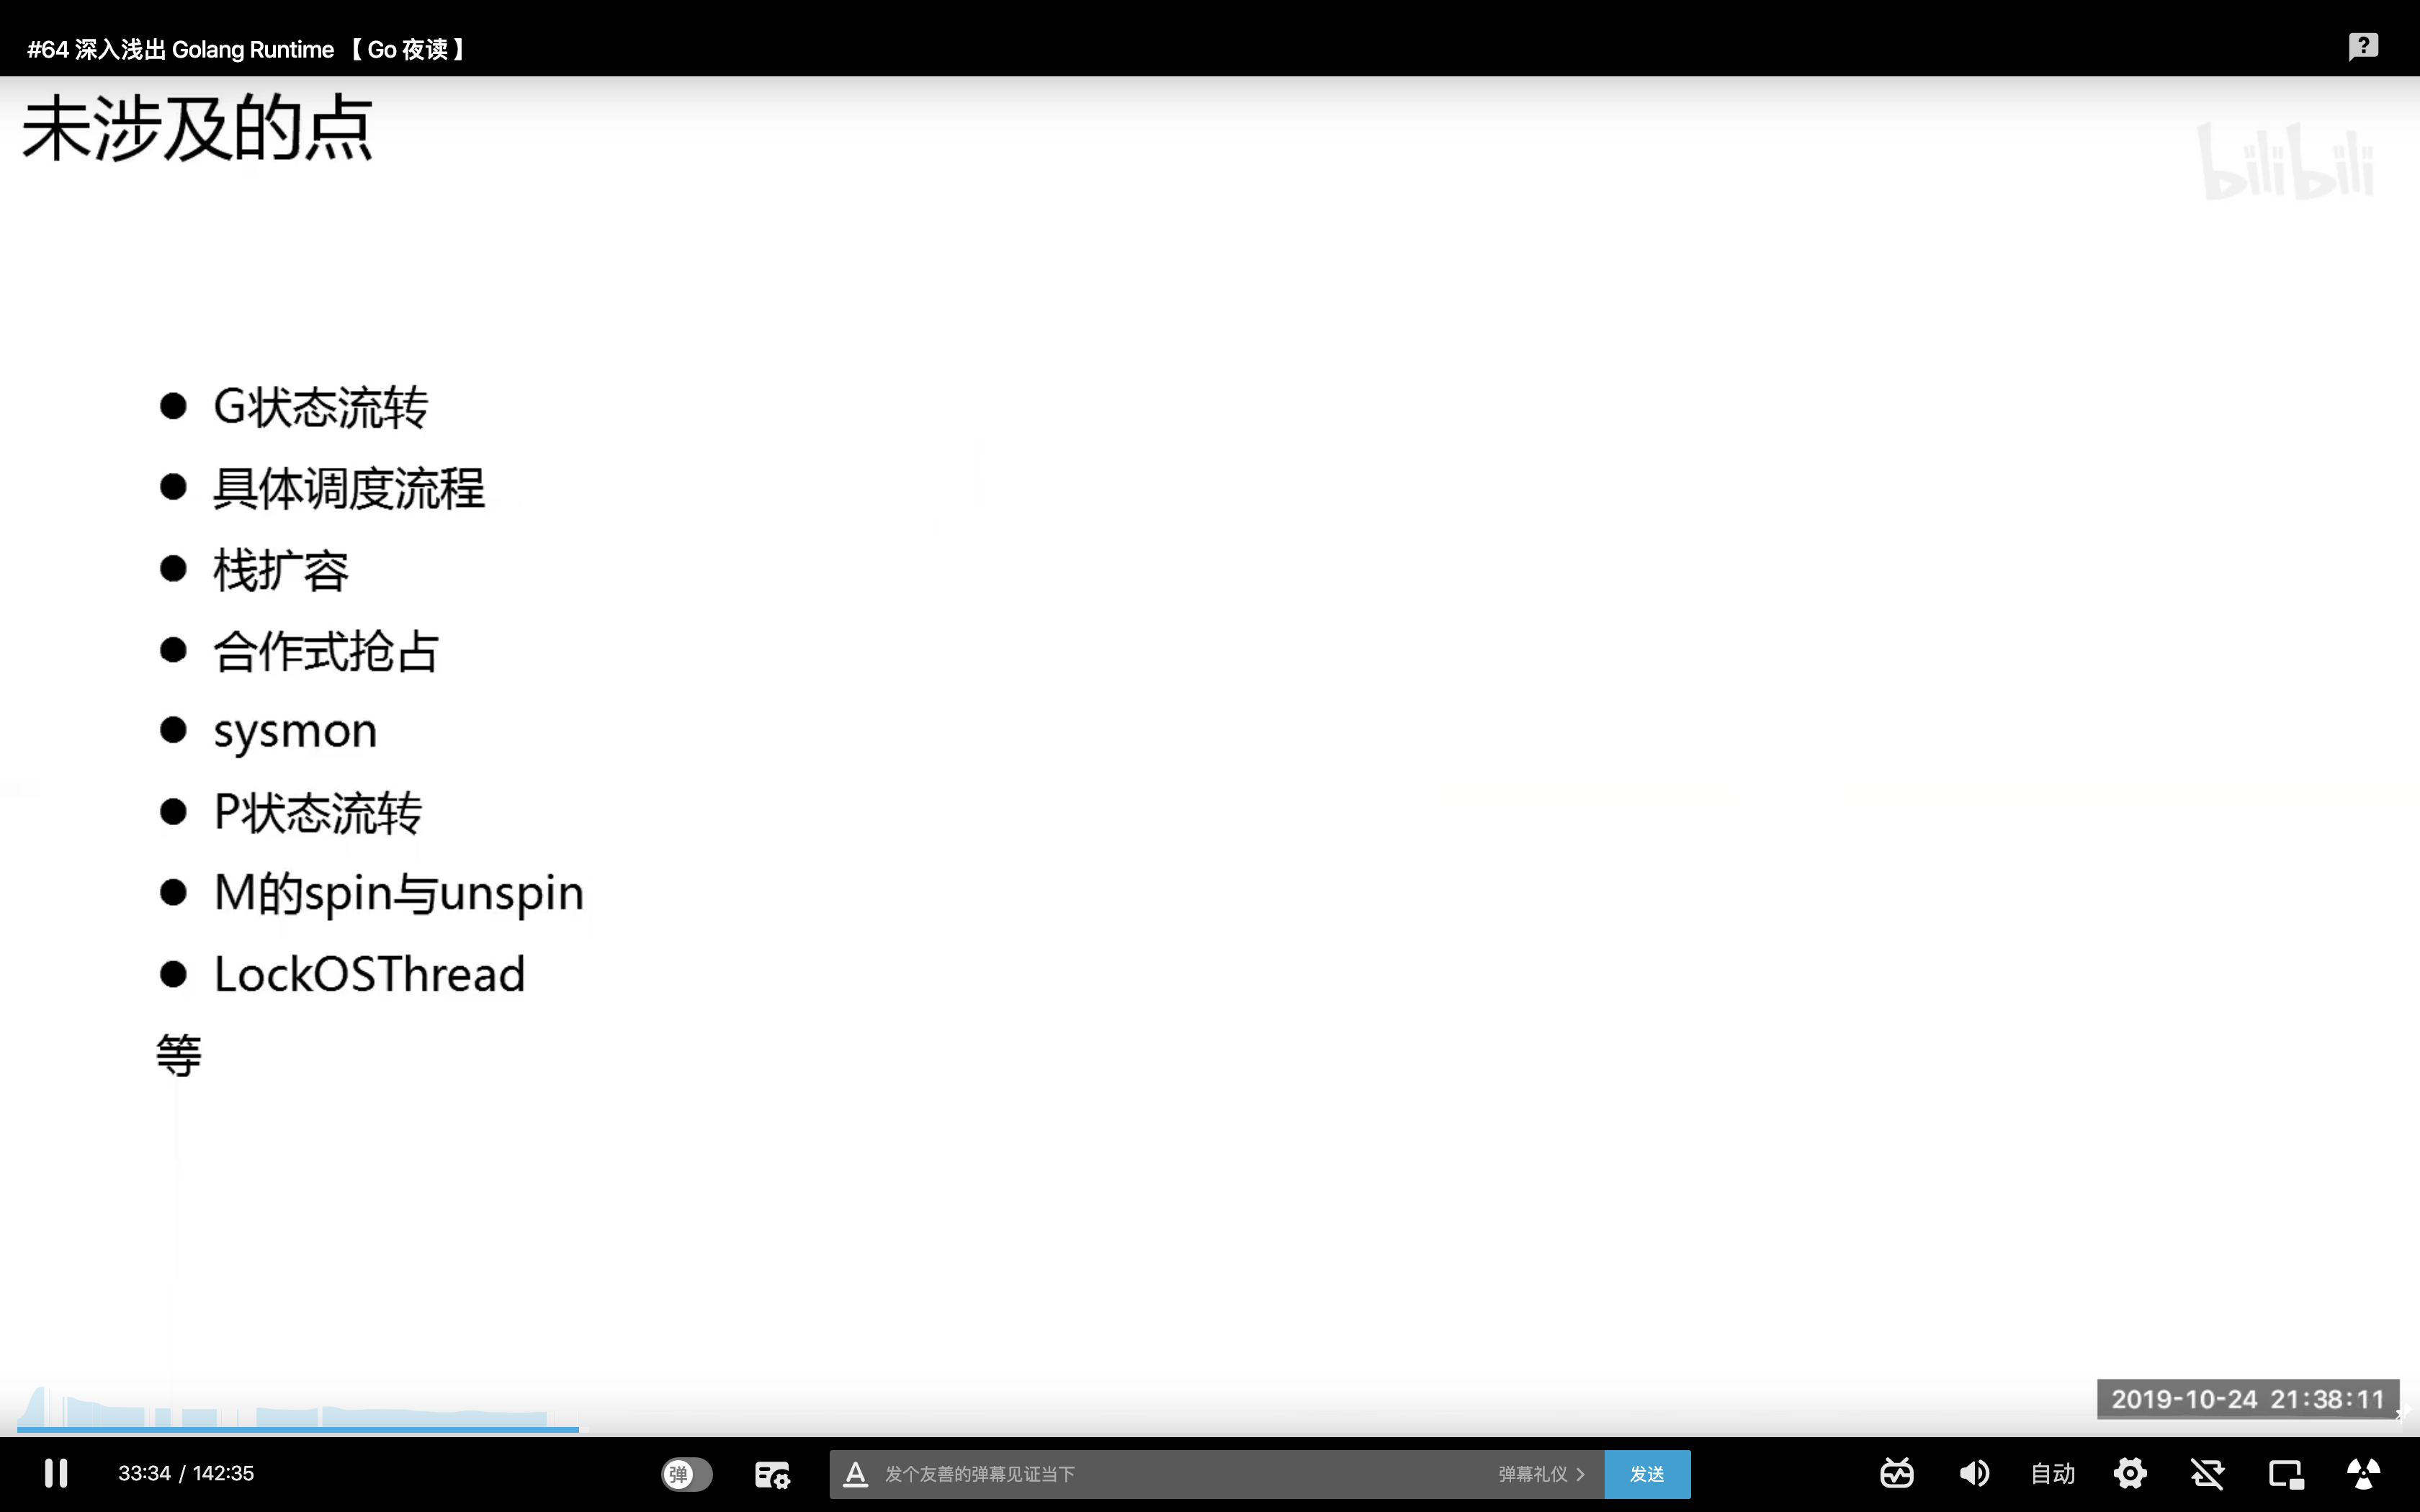 #64 深入浅出 Golang Runtime 【 Go 夜读 】
未涉及的点
bilibili
● G状态流转
● 具体调度流程
● 栈扩容
● 合作式抢占
● sysmon
● P状态流转
● M的spin与unspin
● LockOSThread
等
2019-10-24 21:38:11
33:34 / 142:35
弹
发个友善的弹幕见证当下
弹幕礼仪 >
发送
自动